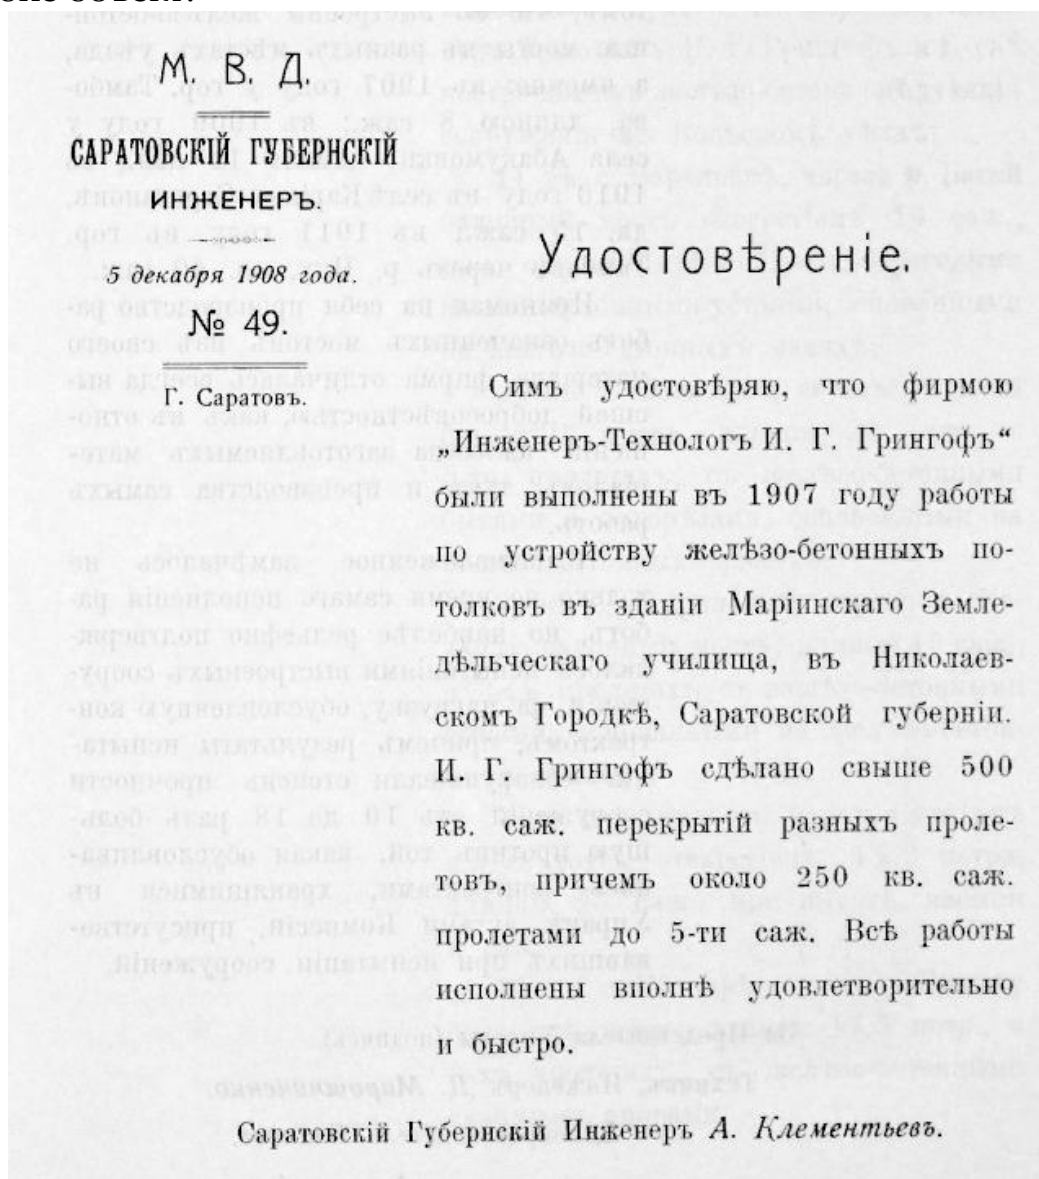 М. В. Д.
САРАТОВСКІЙ ГУБЕРНСКІЙ
ИНЖЕНЕРЪ.
5 декабря 1908 года.
№ 49.
Г. Саратовъ.
Удостовѣреніе.
Симъ удостовѣряю, что фирмою
„Инженеръ-Технологъ И. Г. Грингофъ“
были выполнены въ 1907 году работы
по устройству желѣзо-бетонныхъ по-
толковъ въ зданіи Маріинскаго Земле-
дѣльческаго училища, въ Николаев-
скомъ Городкѣ, Саратовской губерніи.
И. Г. Грингофъ сдѣлано свыше 500
кв. саж. перекрытій разныхъ проле-
товъ, причемъ около 250 кв. саж.
пролетами до 5-ти саж. Всѣ работы
исполнены вполнѣ удовлетворительно
и быстро.
Саратовскій Губернскій Инженеръ А. Клементьевъ.